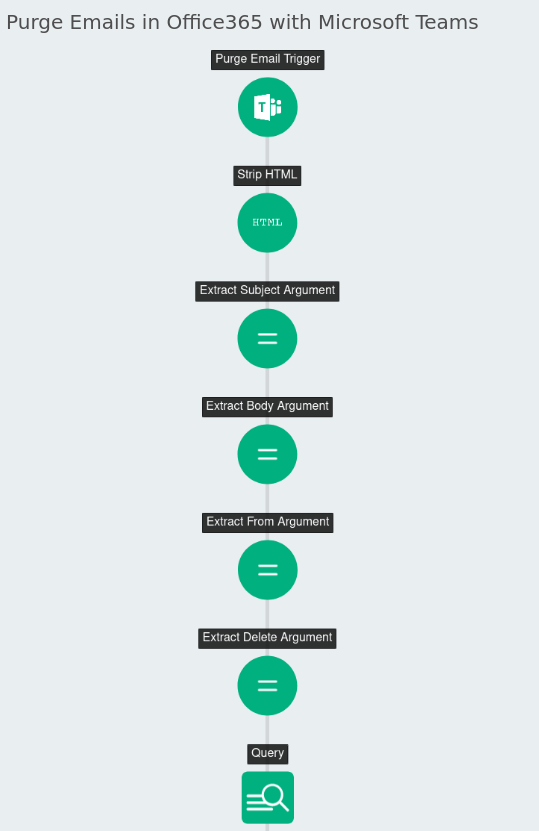 Purge Emails in Office365 with Microsoft Teams
Purge Email Trigger
T
Strip HTML
HTML
Extract Subject Argument
Extract Body Argument
Extract From Argument
Extract Delete Argument
Query